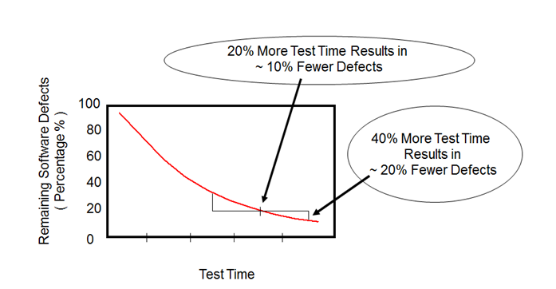 20% More Test Time Results in
~ 10% Fewer Defects
40% More Test Time
Results in
~ 20% Fewer Defects
Remaining Software Defects
( Percentage % )
100
80
60
40
20
0
Test Time